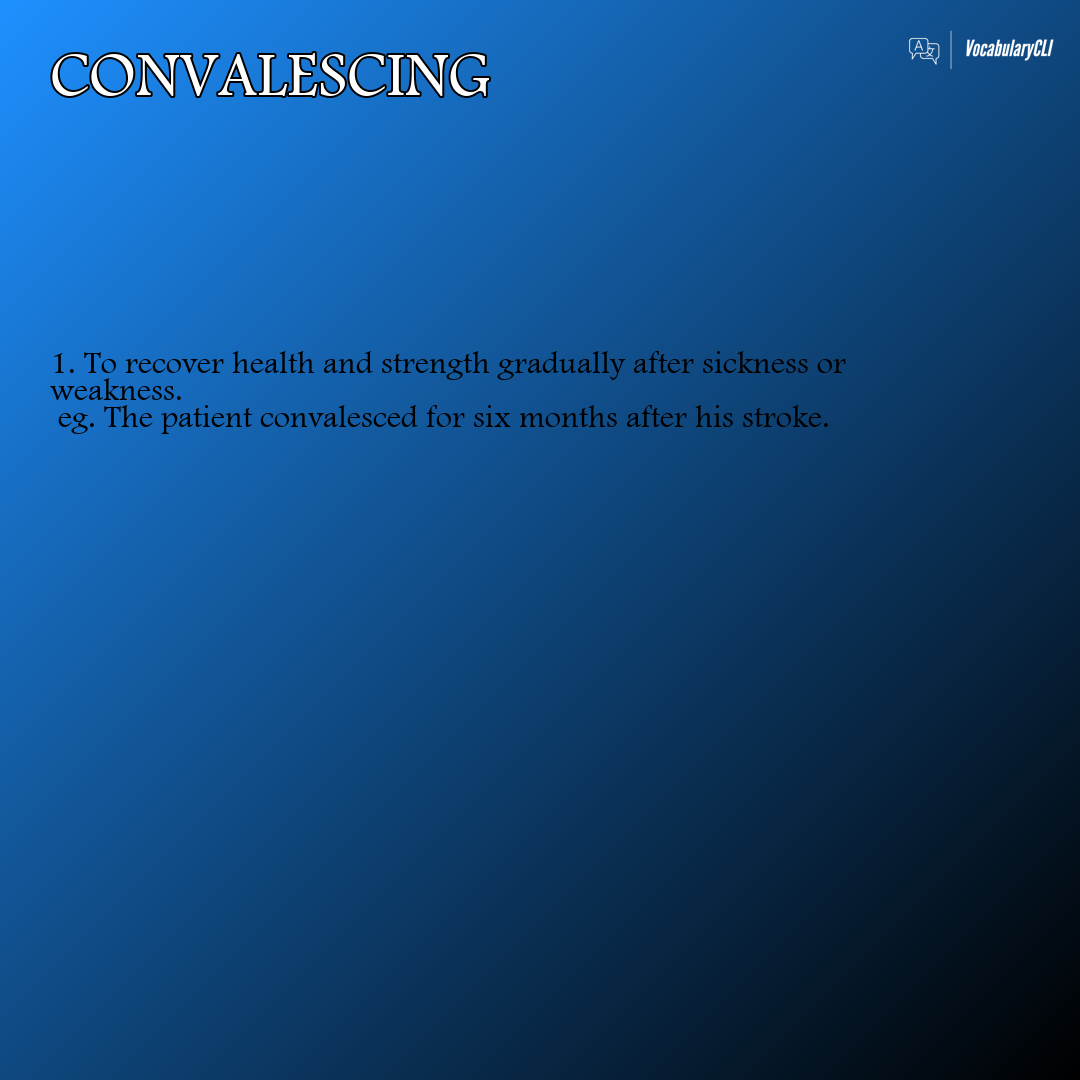 CONVALESCING
VocabularyCLI
1. To recover health and strength gradually after sickness or
weakness.
eg. The patient convalesced for six months after his stroke.